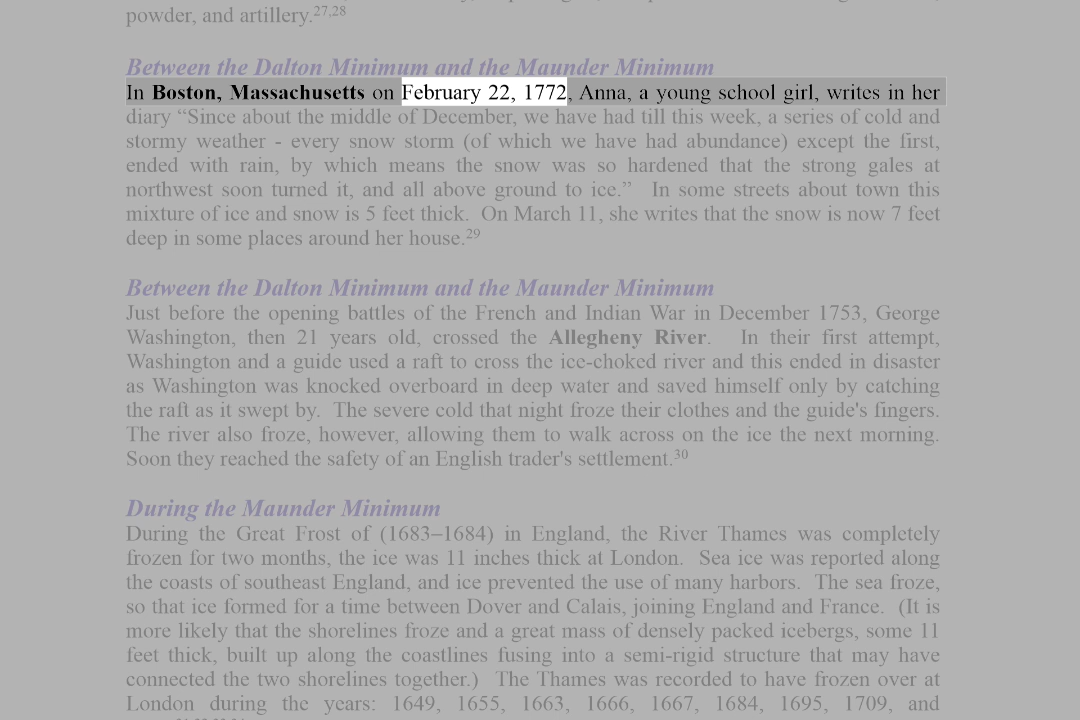 powder, and artillery.27,28
Between the Dalton Minimum and the Maunder Minimum
In Boston, Massachusetts on February 22, 1772, Anna, a young school girl, writes in her
diary “Since about the middle of December, we have had till this week, a series of cold and
stormy weather - every snow storm (of which we have had abundance) except the first,
ended with rain, by which means the snow was so hardened that the strong gales at
northwest soon turned it, and all above ground to ice.” In some streets about town this
mixture of ice and snow is 5 feet thick. On March 11, she writes that the snow is now 7 feet
deep in some places around her house.29
Between the Dalton Minimum and the Maunder Minimum
Just before the opening battles of the French and Indian War in December 1753, George
Washington, then 21 years old, crossed the Allegheny River. In their first attempt,
Washington and a guide used a raft to cross the ice-choked river and this ended in disaster
as Washington was knocked overboard in deep water and saved himself only by catching
the raft as it swept by. The severe cold that night froze their clothes and the guide's fingers.
The river also froze, however, allowing them to walk across on the ice the next morning.
Soon they reached the safety of an English trader's settlement.30
During the Maunder Minimum
During the Great Frost of (1683–1684) in England, the River Thames was completely
frozen for two months, the ice was 11 inches thick at London. Sea ice was reported along
the coasts of southeast England, and ice prevented the use of many harbors. The sea froze,
so that ice formed for a time between Dover and Calais, joining England and France. (It is
more likely that the shorelines froze and a great mass of densely packed icebergs, some 11
feet thick, built up along the coastlines fusing into a semi-rigid structure that may have
connected the two shorelines together.) The Thames was recorded to have frozen over at
London during the years: 1649, 1655, 1663, 1666, 1667, 1684, 1695, 1709, and